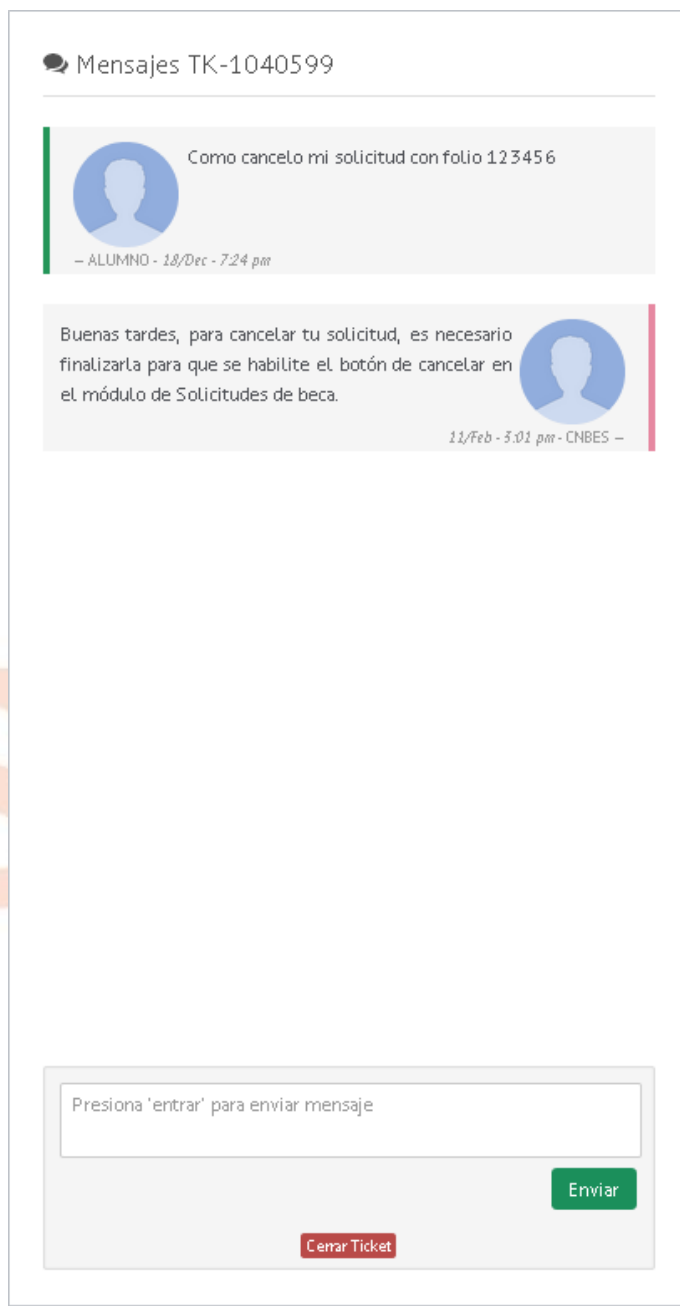 Mensajes TK-1040599
Como cancelo mi solicitud con folio 123456
– ALUMNO - 18/Dec - 7:24 pm
Buenas tardes, para cancelar tu solicitud, es necesario
finalizarla para que se habilite el botón de cancelar en
el módulo de Solicitudes de beca.
11/Feb - 3:01 pm - CNBES –
Presiona 'entrar' para enviar mensaje
Enviar
Cerrar Ticket